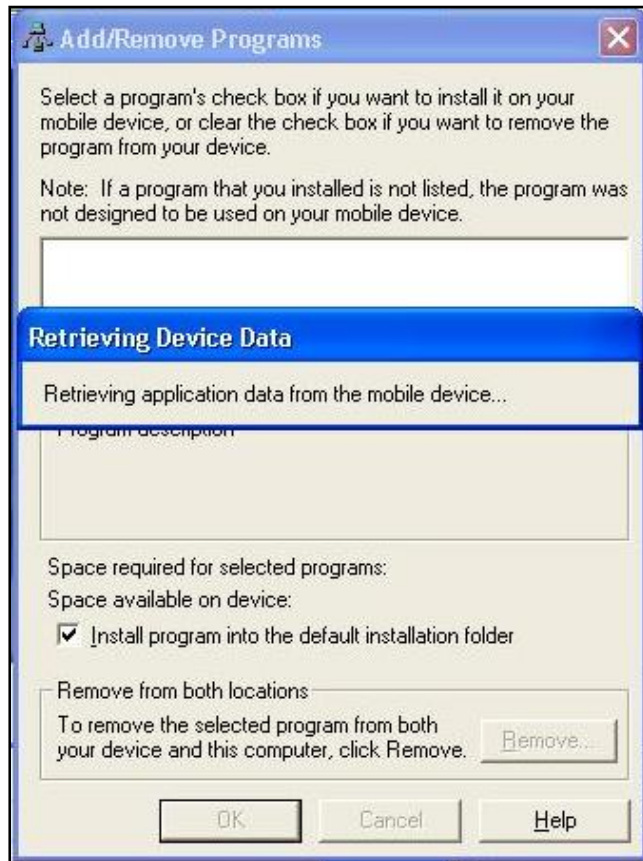 Add/Remove Programs
Select a program's check box if you want to install it on your
mobile device, or clear the check box if you want to remove the
program from your device.
Note: If a program that you installed is not listed, the program was
not designed to be used on your mobile device.
Retrieving Device Data
Retrieving application data from the mobile device...
Program description
Space required for selected programs:
Space available on device:
Install program into the default installation folder
Remove from both locations
To remove the selected program from both
your device and this computer, click Remove.
Remove...
OK
Cancel
Help